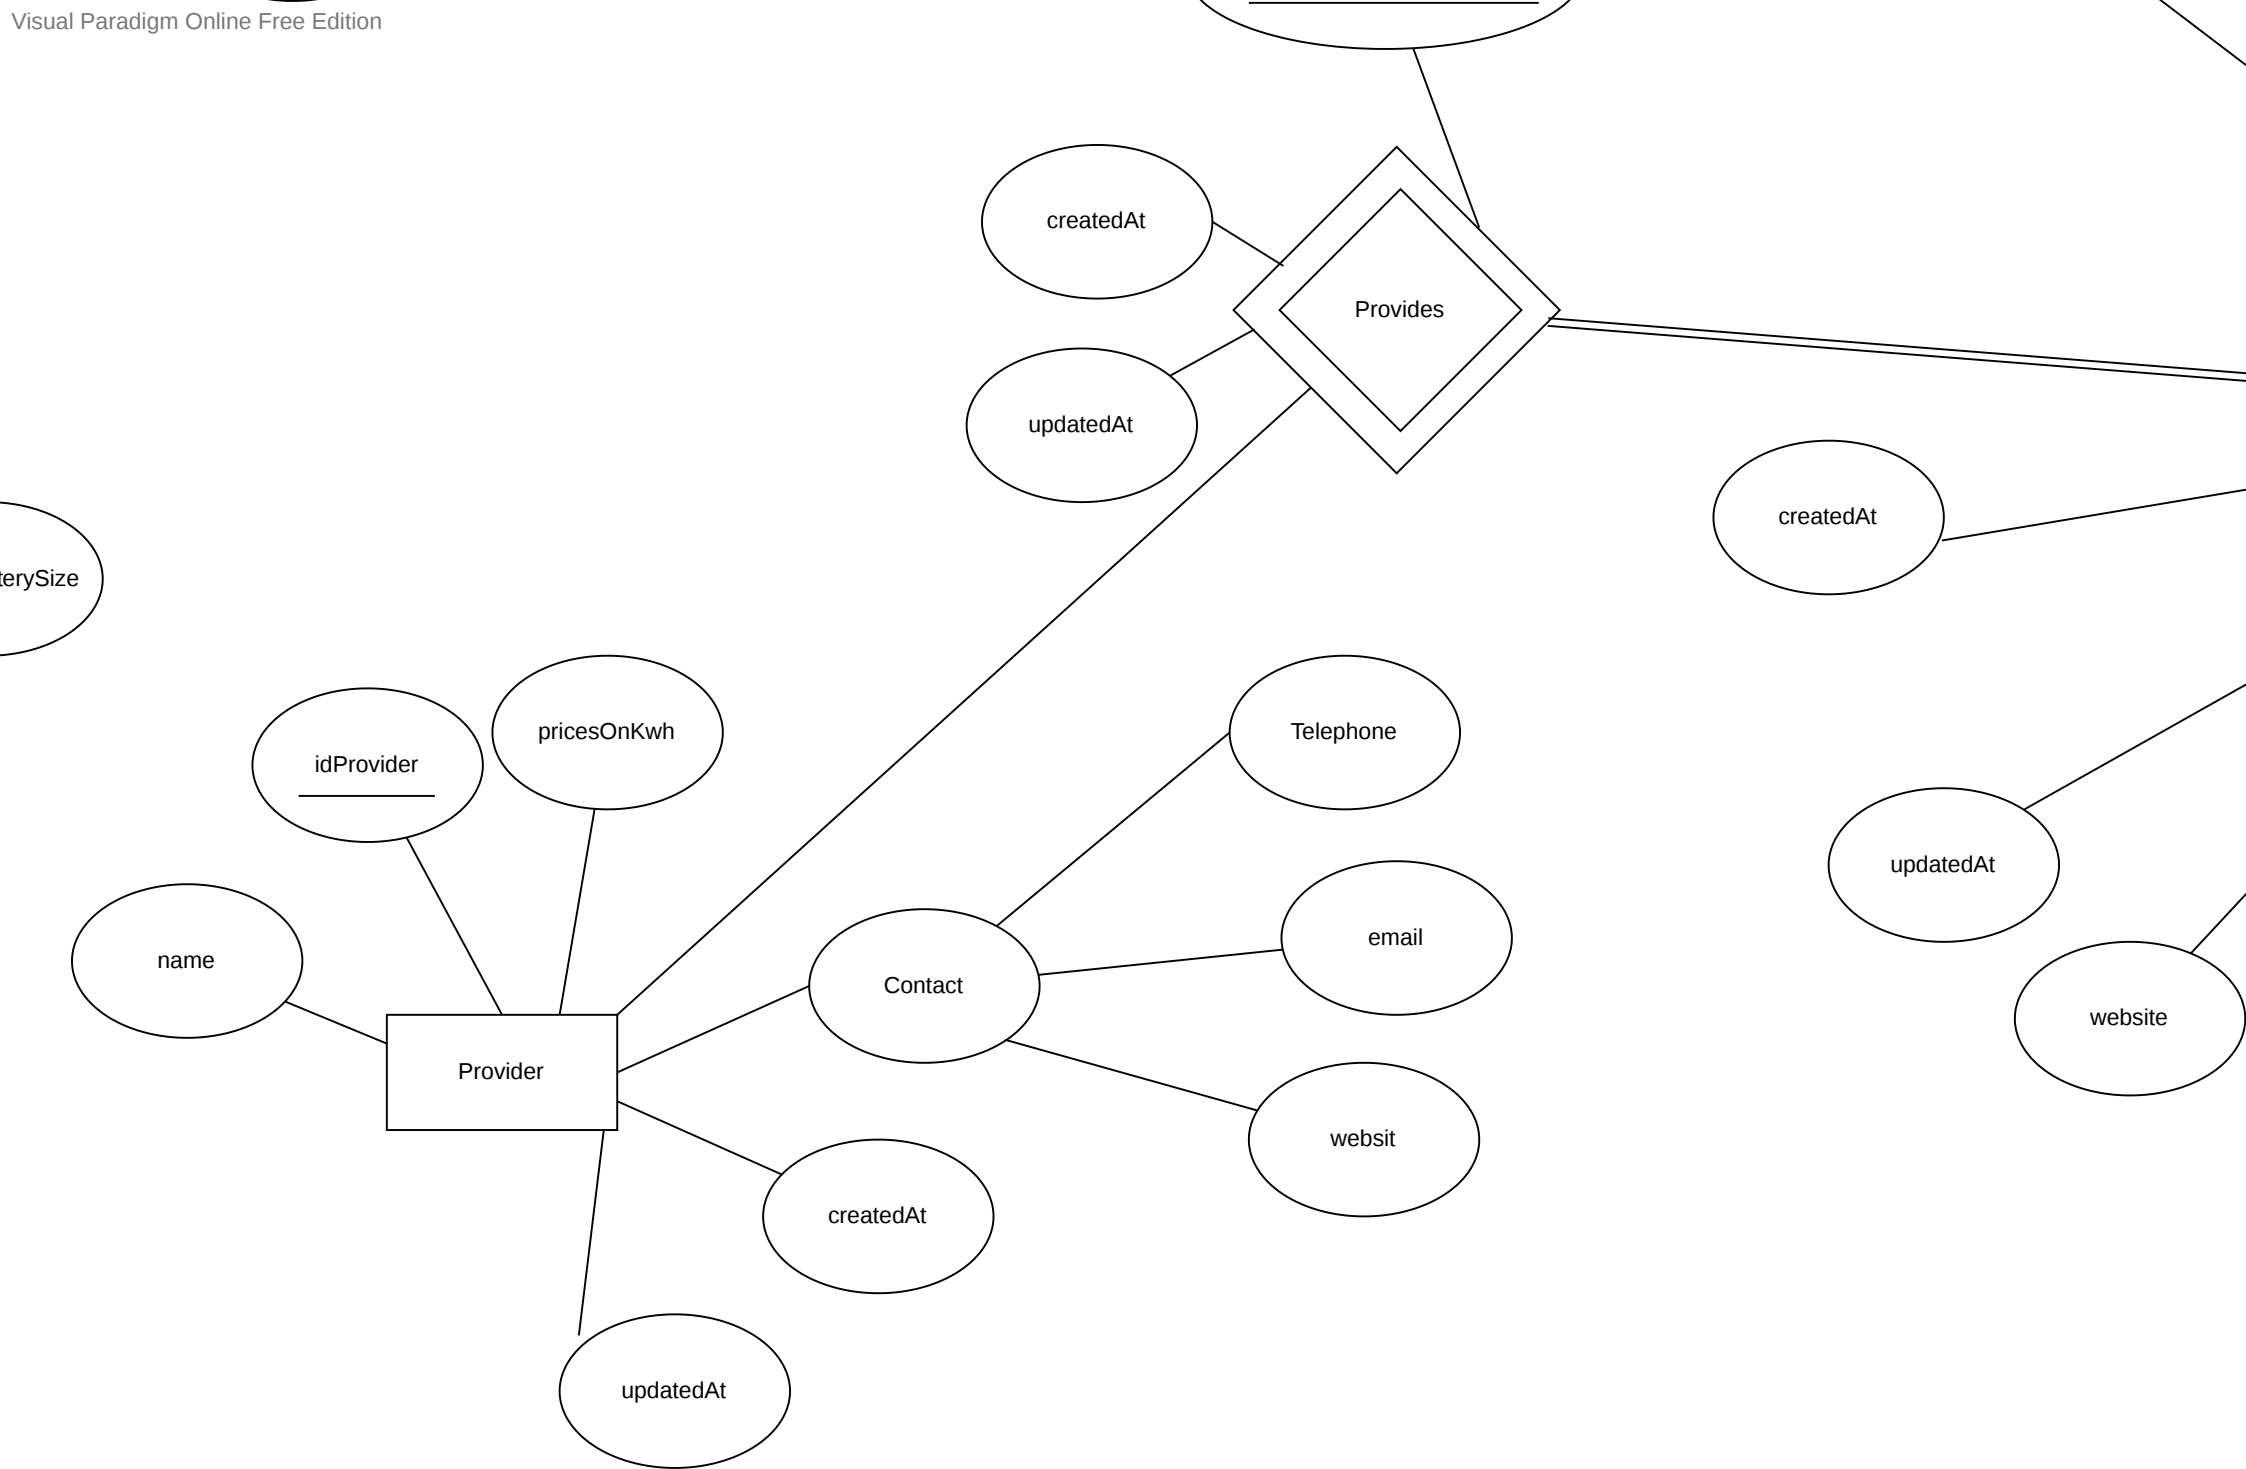 Visual Paradigm Online Free Edition
createdAt
Provides
updatedAt
createdAt
terySize
idProvider
pricesOnKwh
Telephone
updatedAt
name
email
Contact
website
Provider
websit
createdAt
updatedAt